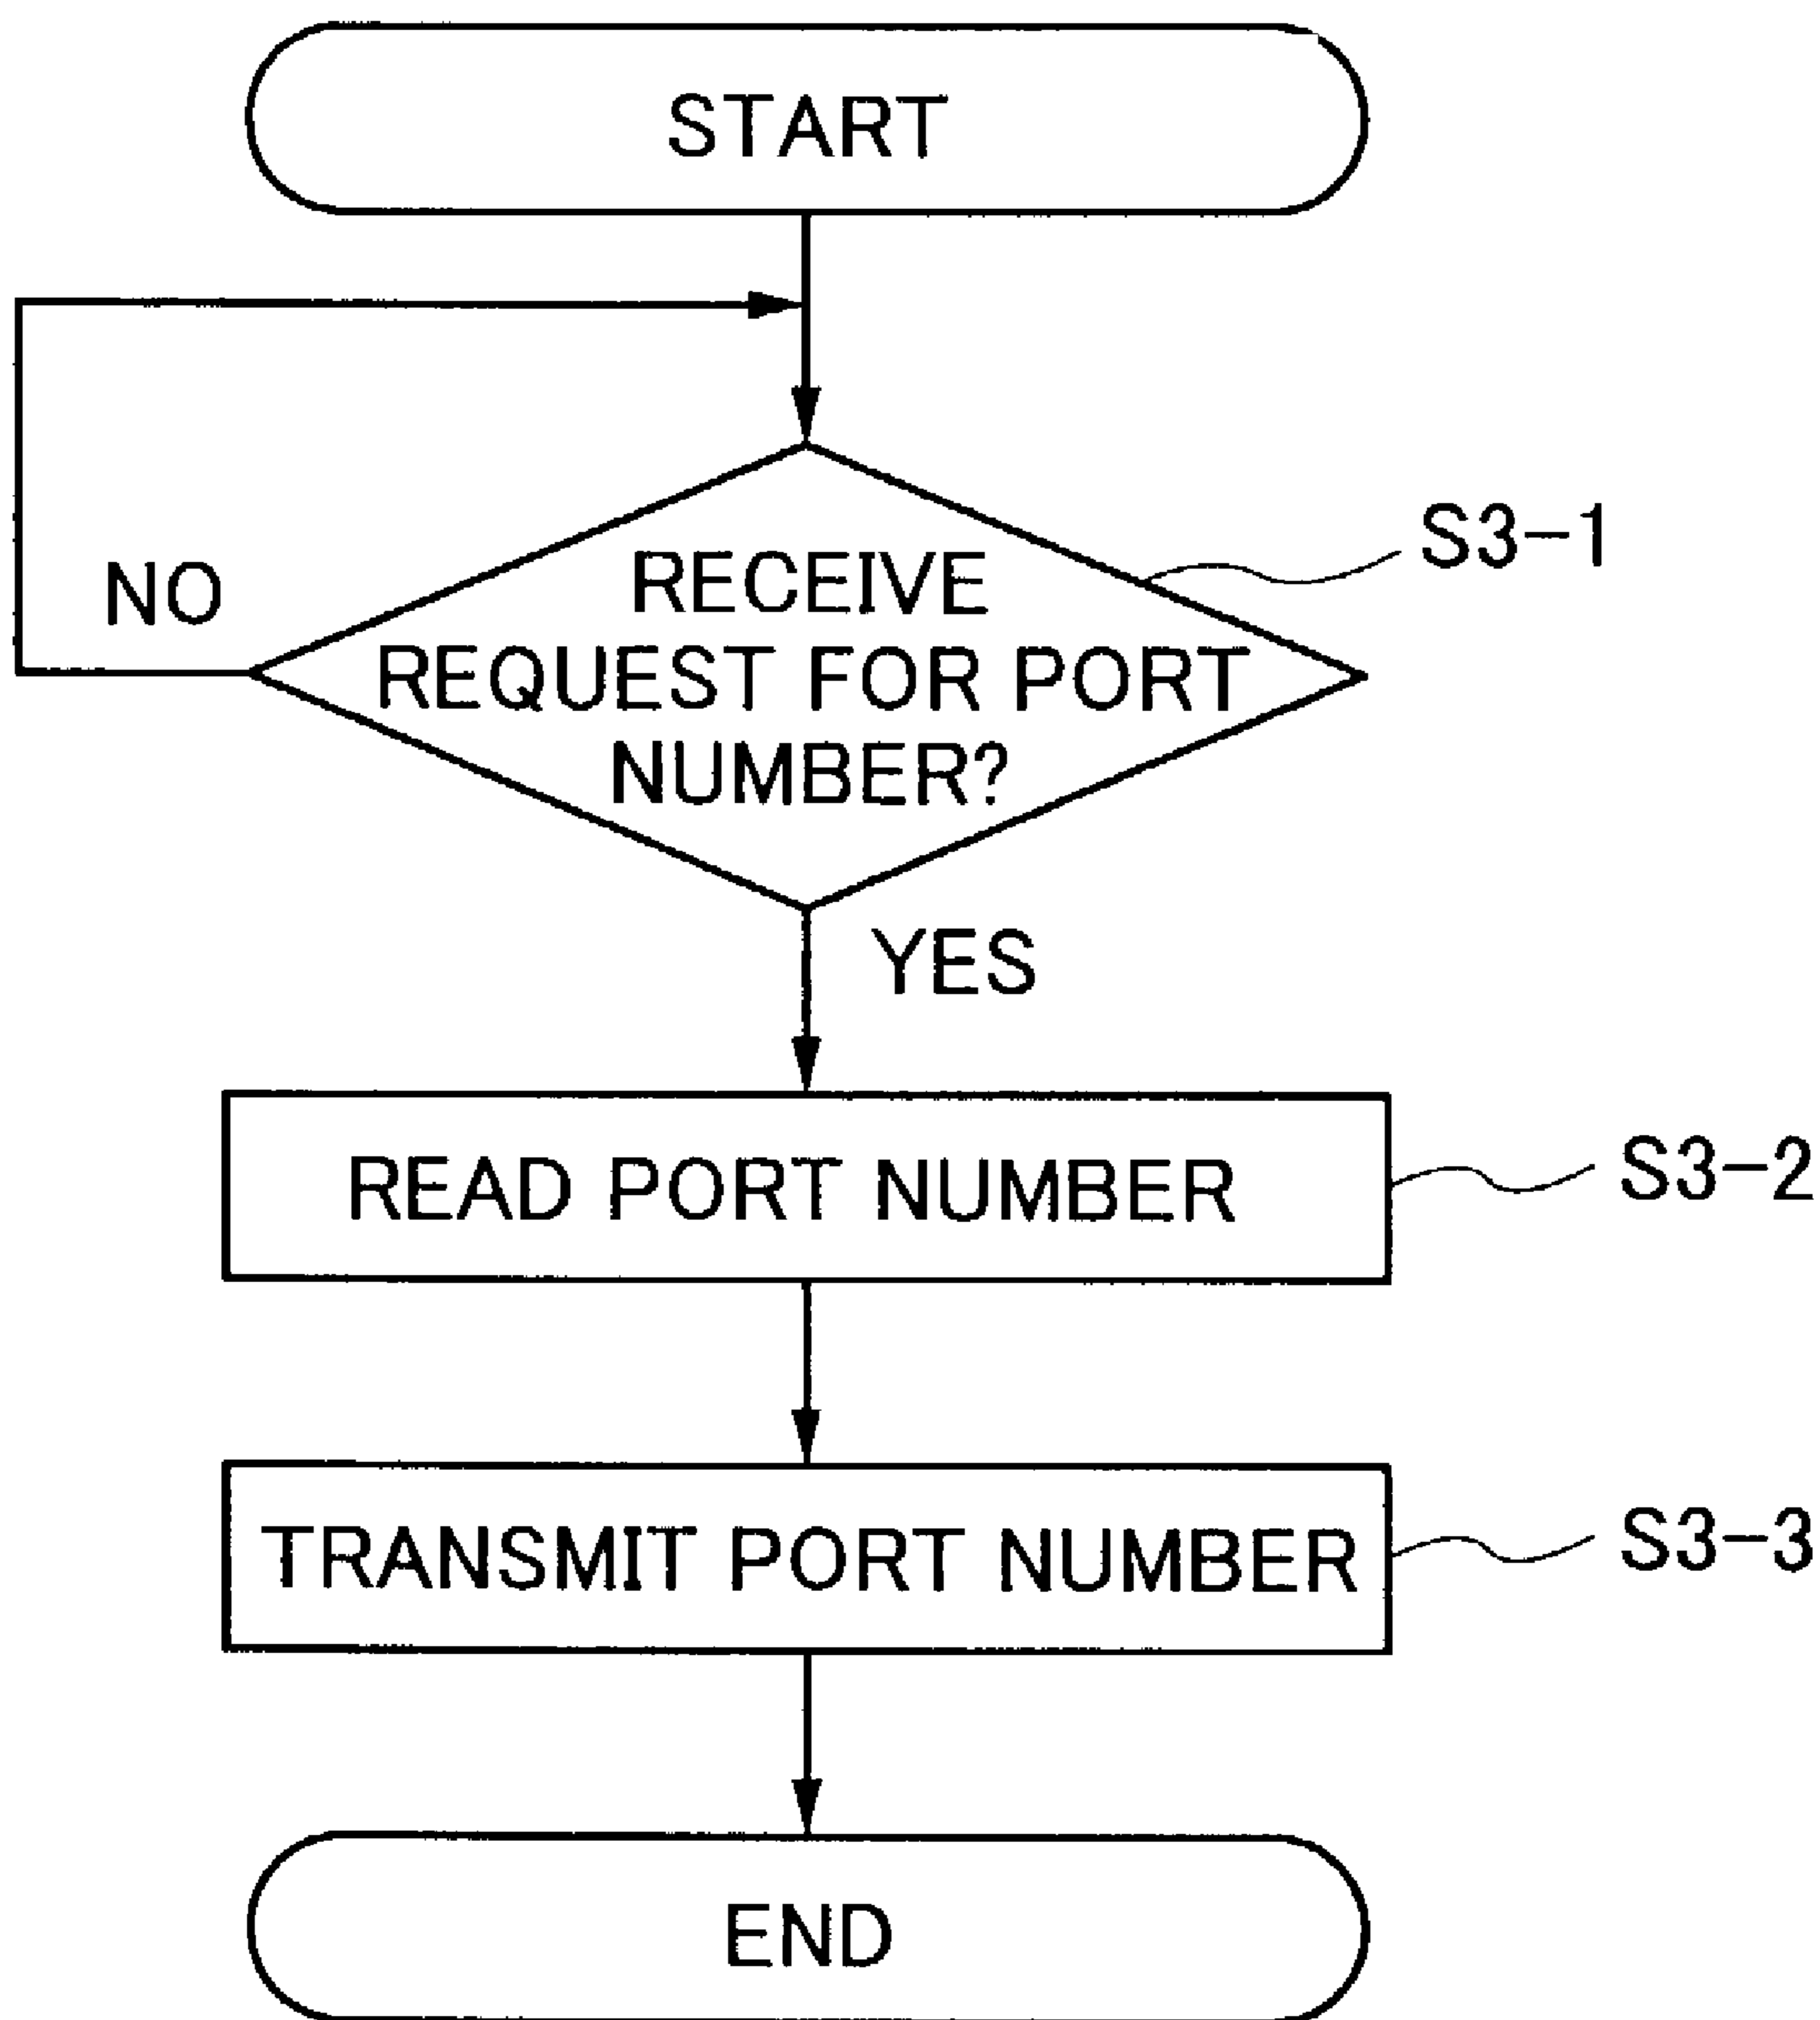 START
RECEIVE
REQUEST FOR PORT
NUMBER?
S3-1
NO
YES
READ PORT NUMBER
S3-2
TRANSMIT PORT NUMBER
S3-3
END